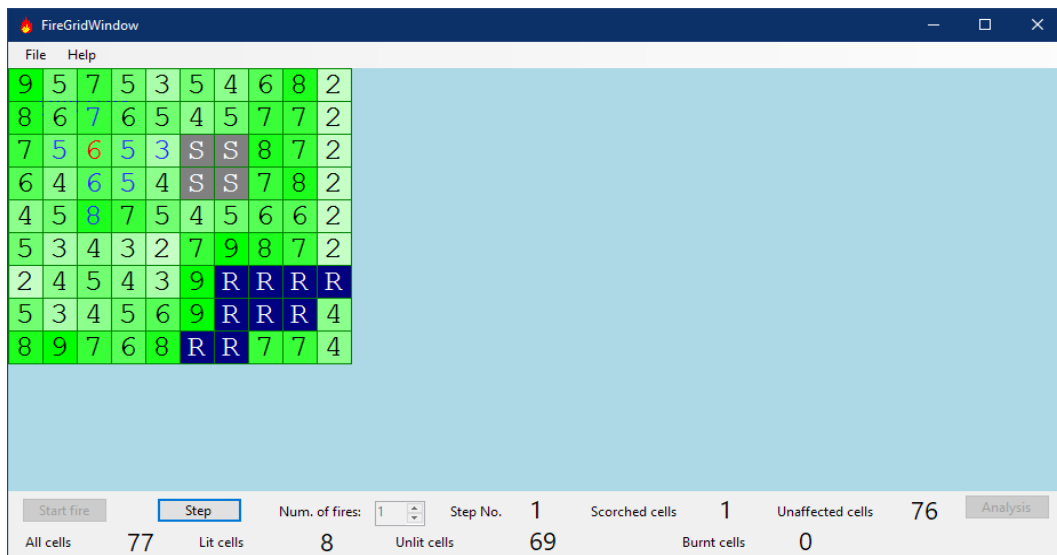 FireGridWindow
File Help
9 5 7 5 3 5 4 6 8 2
8 6 7 6 5 4 5 7 7 2
7 5 6 5 3 S S 8 7 2
6 4 6 5 4 S S 7 8 2
4 5 8 7 5 4 5 6 6 2
5 3 4 3 2 7 9 8 7 2
2 4 5 4 3 9 R R R R
5 3 4 5 6 9 R R R 4
8 9 7 6 8 R R 7 7 4
Start fire Step Num. of fires: 1 Step No. 1 Scorched cells 1 Unaffected cells 76 Analysis
All cells 77 Lit cells 8 Unlit cells 69 Burnt cells 0